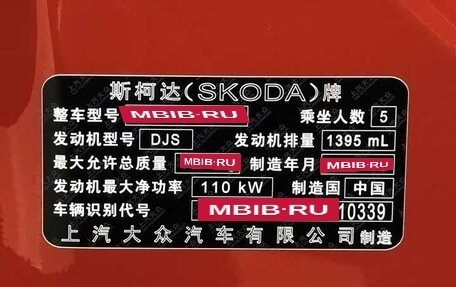 斯柯达(SKODA)牌
整车型号 MBIB-RU 乘坐人数 5
发动机型号 DJS 发动机排量 1395 mL
最大允许总质量 MBIB-RU 制造年月 MBIB-RU
发动机最大净功率 110 kW 制造国 中国
车辆识别代号 MBIB-RU 10339
上汽大众汽车有限公司制造